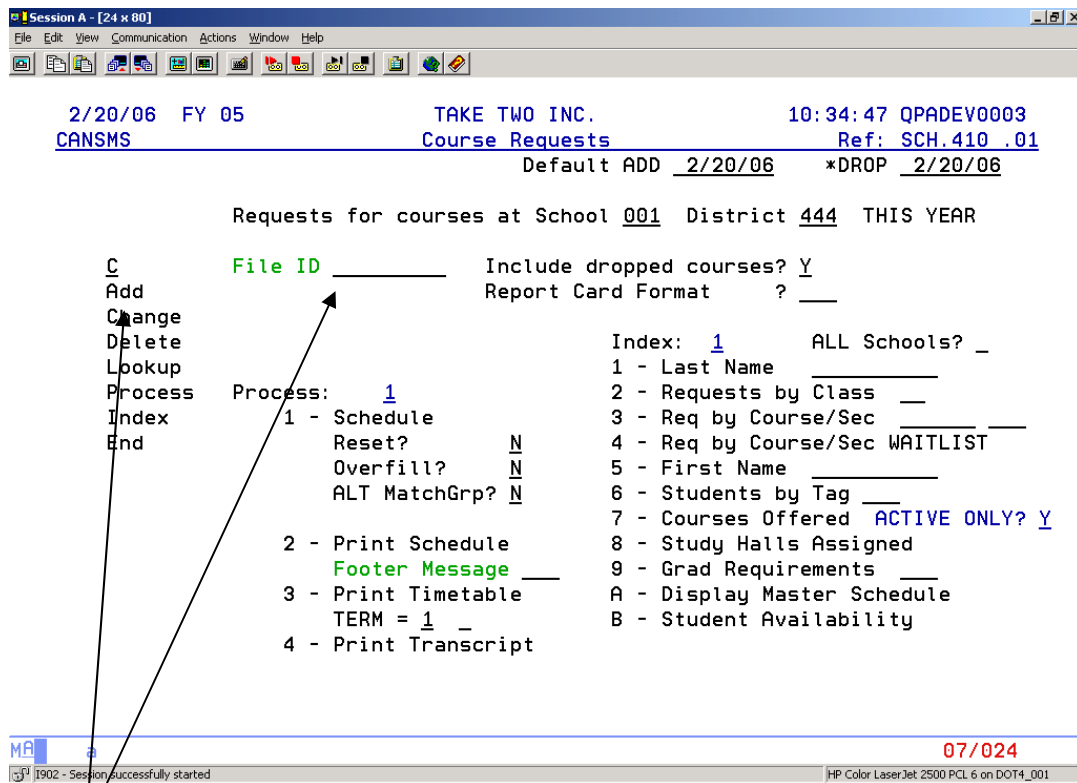 Session A - [24 x 80]
File Edit View Communication Actions Window Help
2/20/06 FY 05 TAKE TWO INC. 10:34:47 QPADEV0003
CANSMS Course Requests Ref: SCH.410 .01
Default ADD 2/20/06 *DROP 2/20/06
Requests for courses at School 001 District 444 THIS YEAR
C File ID Include dropped courses? Y
Add Report Card Format ?
Change
Delete Index: 1 ALL Schools? _
Lookup 1 - Last Name
Process Process: 1 2 - Requests by Class
Index 1 - Schedule 3 - Req by Course/Sec
End Reset? N 4 - Req by Course/Sec WAITLIST
Overfill? N 5 - First Name
ALT MatchGrp? N 6 - Students by Tag
7 - Courses Offered ACTIVE ONLY? Y
2 - Print Schedule 8 - Study Halls Assigned
Footer Message 9 - Grad Requirements
3 - Print Timetable A - Display Master Schedule
TERM = 1 _ B - Student Availability
4 - Print Transcript
MA a 07/024
I902 - Session successfully started HP Color LaserJet 2500 PCL 6 on DOT4_001